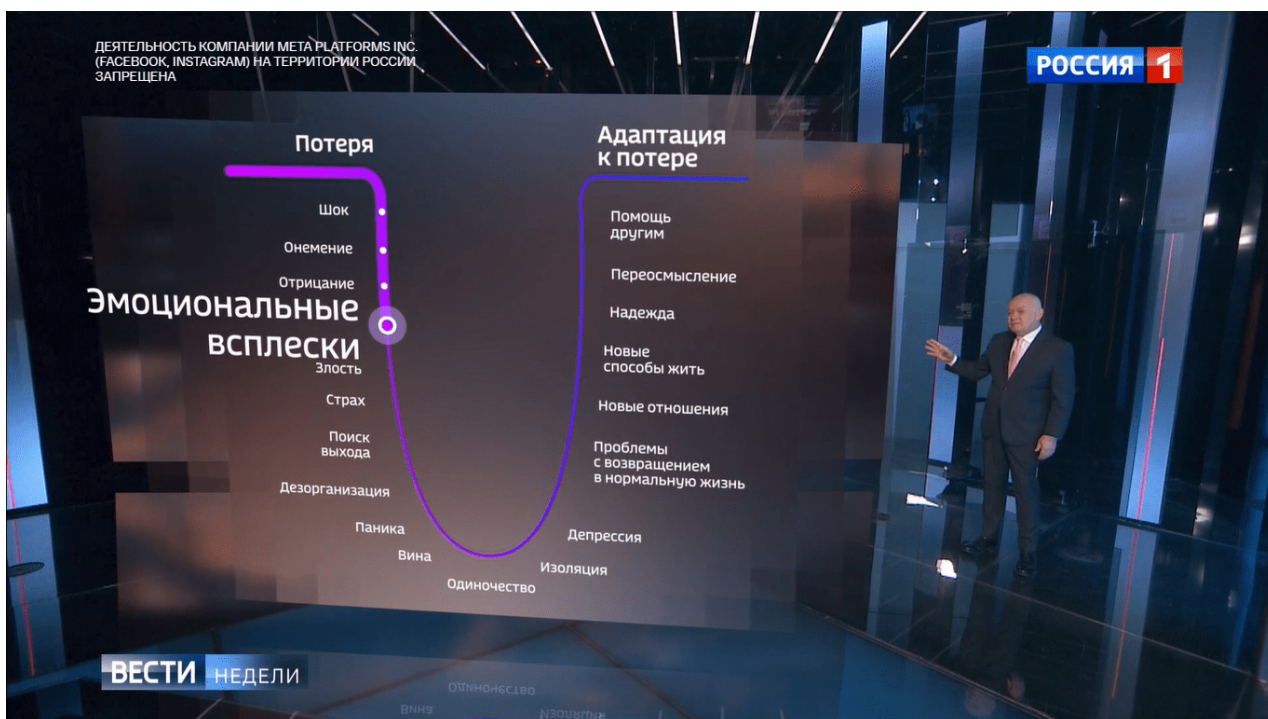 ДЕЯТЕЛЬНОСТЬ КОМПАНИИ META PLATFORMS INC.
(FACEBOOK, INSTAGRAM) НА ТЕРРИТОРИИ РОССИИ
ЗАПРЕЩЕНА
РОССИЯ 1
Потеря
Шок
Онемение
Отрицание
Эмоциональные
всплески
Злость
Страх
Поиск
выхода
Дезорганизация
Паника
Вина
Одиночество
Изоляция
Депрессия
Адаптация
к потере
Помощь
другим
Переосмысление
Надежда
Новые
способы жить
Новые отношения
Проблемы
с возвращением
в нормальную жизнь
ВЕСТИ НЕДЕЛИ